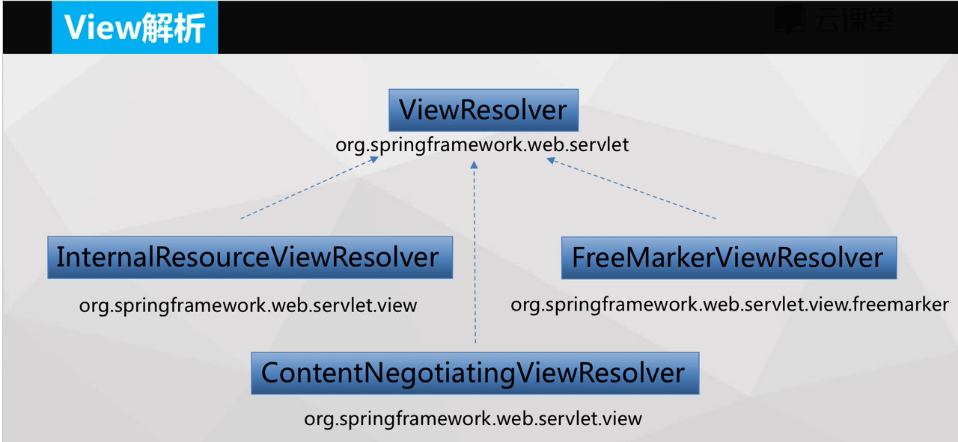 View解析
云课堂
ViewResolver
org.springframework.web.servlet
InternalResourceViewResolver
FreeMarkerViewResolver
org.springframework.web.servlet.view
org.springframework.web.servlet.view.freemarker
ContentNegotiatingViewResolver
org.springframework.web.servlet.view